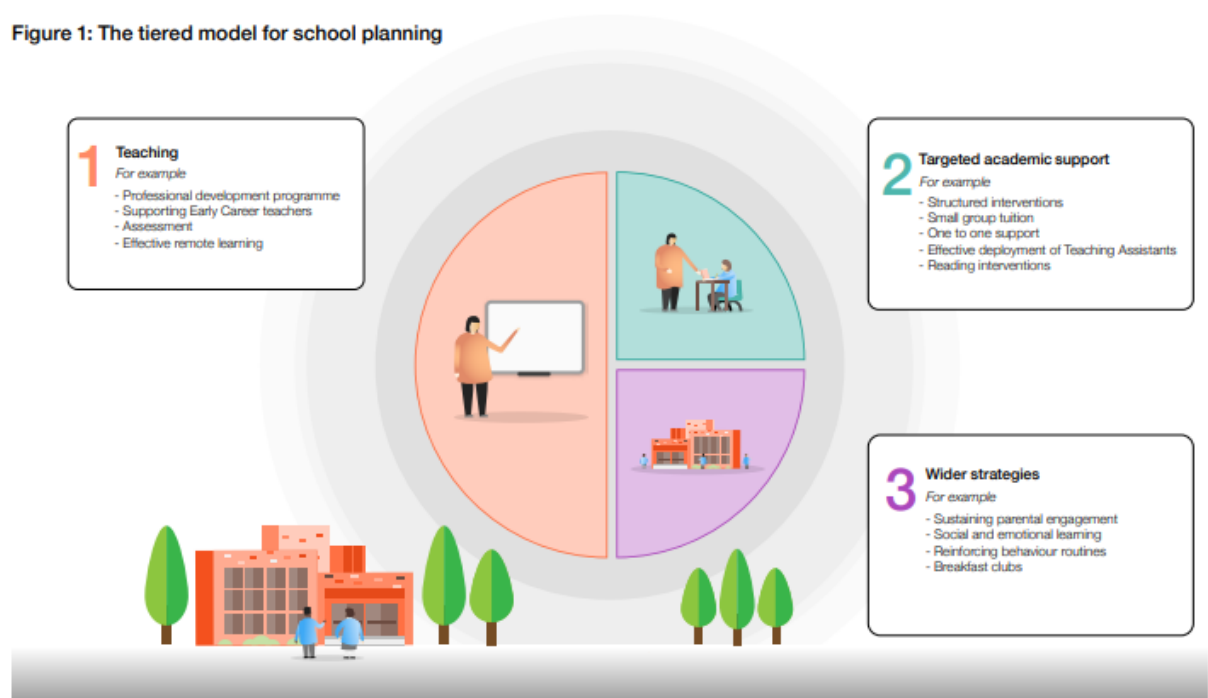 Figure 1: The tiered model for school planning
1
Teaching
For example
- Professional development programme
- Supporting Early Career teachers
- Assessment
- Effective remote learning
2
Targeted academic support
For example
- Structured interventions
- Small group tuition
- One to one support
- Effective deployment of Teaching Assistants
- Reading interventions
3
Wider strategies
For example
- Sustaining parental engagement
- Social and emotional learning
- Reinforcing behaviour routines
- Breakfast clubs